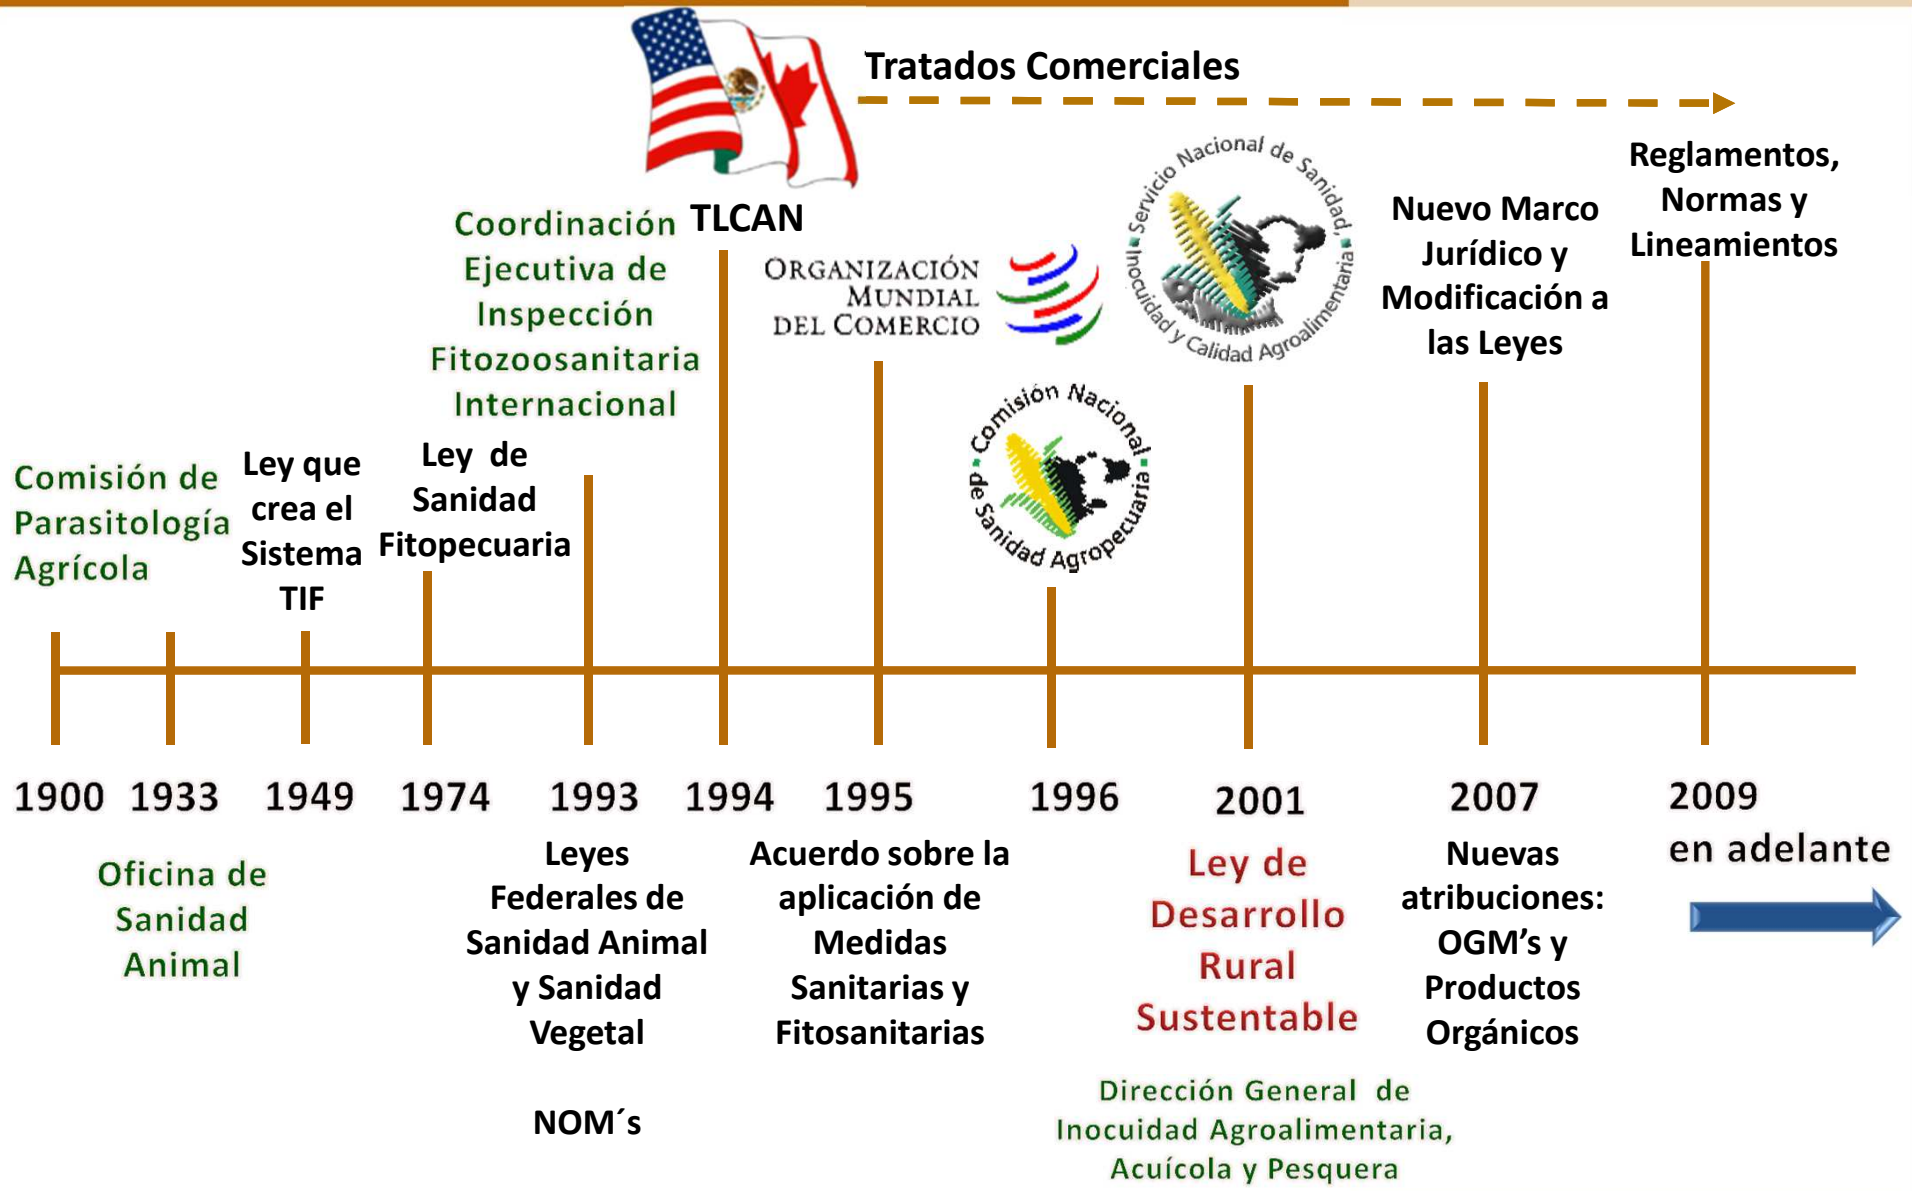 Tratados Comerciales
TLCAN
Coordinación
Ejecutiva de
Inspección
Fitozoosanitaria
Internacional
ORGANIZACIÓN
MUNDIAL
DEL COMERCIO
Servicio Nacional de Sanidad,
Inocuidad y Calidad Agroalimentaria
Nuevo Marco
Jurídico y
Modificación a
las Leyes
Reglamentos,
Normas y
Lineamientos
Comisión de
Parasitología
Agrícola
Ley que
crea el
Sistema
TIF
Ley de
Sanidad
Fitopecuaria
Comisión Nacional
de Sanidad Agropecuaria
1900
1933
1949
1974
1993
1994
1995
1996
2001
2007
2009
en adelante
Oficina de
Sanidad
Animal
Leyes
Federales de
Sanidad Animal
y Sanidad
Vegetal
NOM´s
Acuerdo sobre la
aplicación de
Medidas
Sanitarias y
Fitosanitarias
Ley de
Desarrollo
Rural
Sustentable
Dirección General de
Inocuidad Agroalimentaria,
Acuícola y Pesquera
Nuevas
atribuciones:
OGM’s y
Productos
Orgánicos